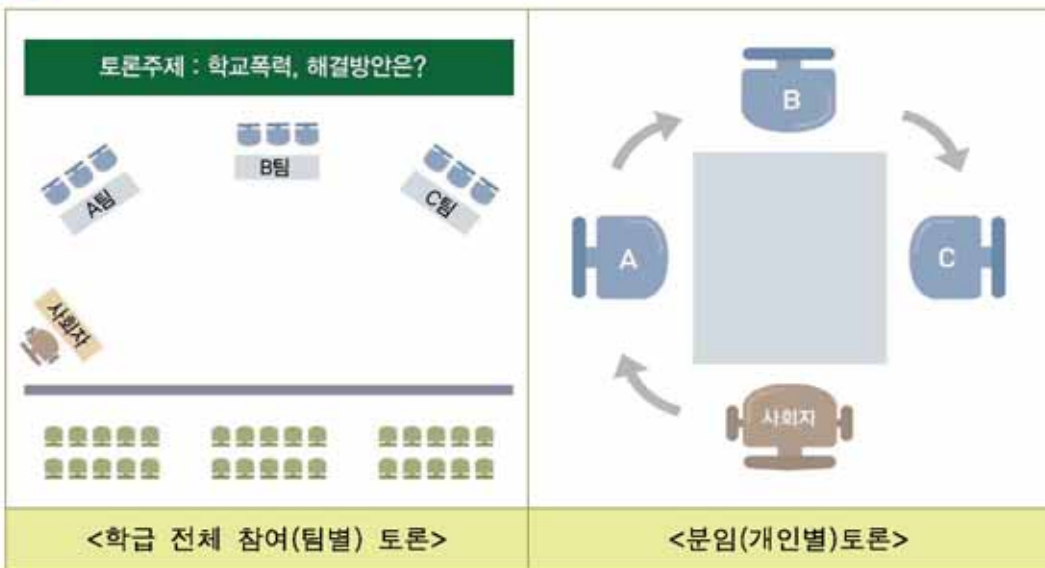 토론주제 : 학교폭력, 해결방안은?
A팀
B팀
C팀
사회자
<학급 전체 참여(팀별) 토론>
B
A
C
사회자
<분임(개인별)토론>